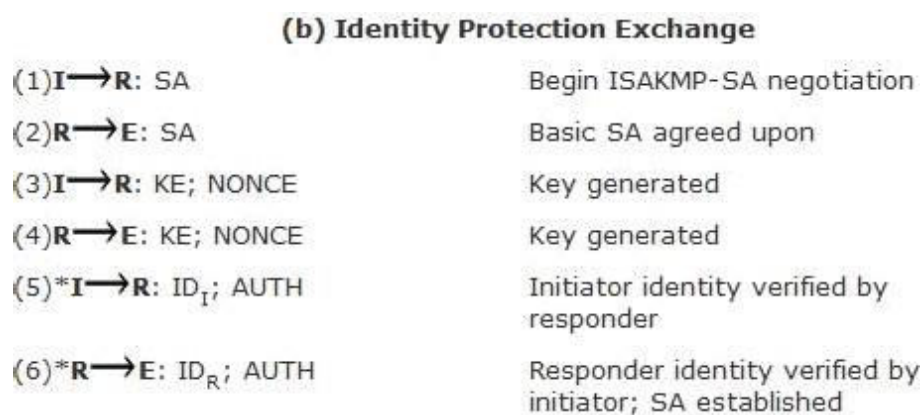 (b) Identity Protection Exchange
(1)I⟶R: SA Begin ISAKMP-SA negotiation
(2)R⟶E: SA Basic SA agreed upon
(3)I⟶R: KE; NONCE Key generated
(4)R⟶E: KE; NONCE Key generated
(5)*I⟶R: ID_I; AUTH Initiator identity verified by
responder
(6)*R⟶E: ID_R; AUTH Responder identity verified by
initiator; SA established